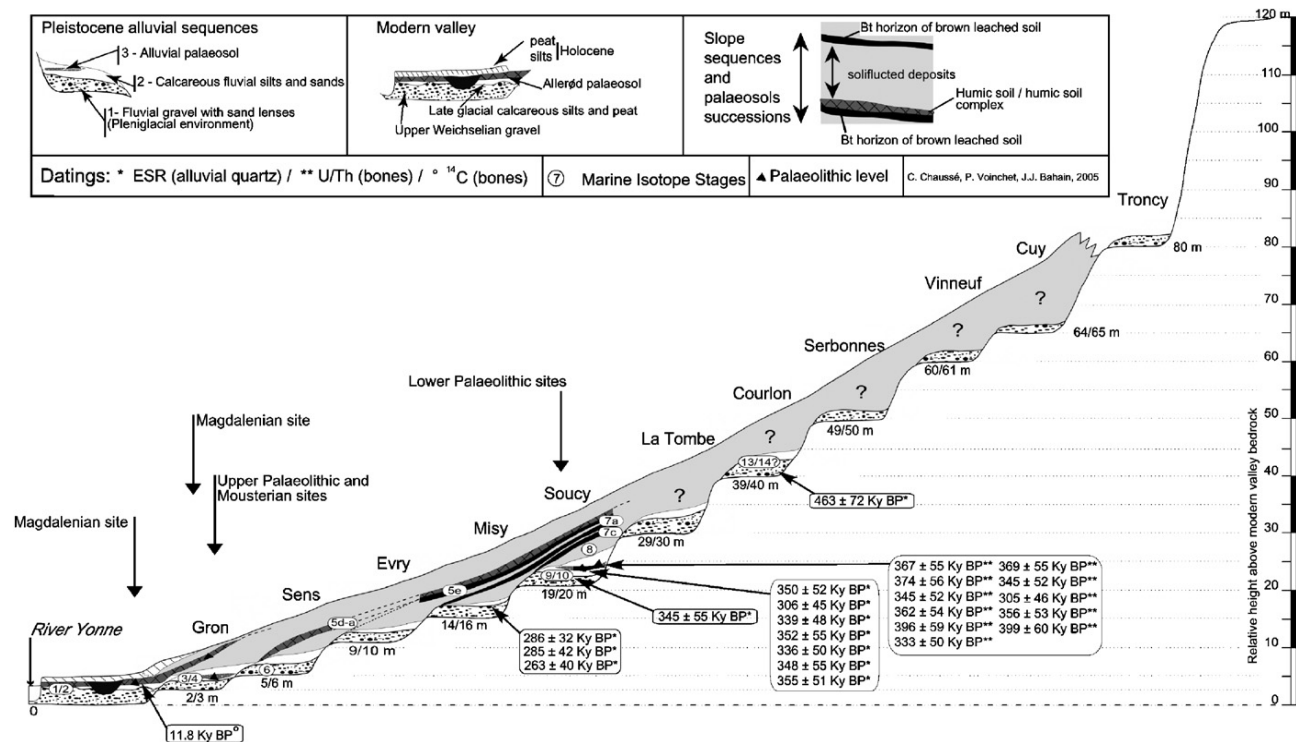 Pleistocene alluvial sequences
3 - Alluvial palaeosol
2 - Calcareous fluvial silts and sands
1- Fluvial gravel with sand lenses
(Pleniglacial environment)
Modern valley
peat
silts
Holocene
Allerød palaeosol
Late glacial calcareous silts and peat
Upper Weichselian gravel
Slope
sequences
and
palaeosols
successions
Bt horizon of brown leached soil
soliflucted deposits
Humic soil / humic soil
complex
Bt horizon of brown leached soil
Datings: * ESR (alluvial quartz) / ** U/Th (bones) / ° ¹⁴C (bones)
7 Marine Isotope Stages
▲ Palaeolithic level
C. Chaussé, P. Voinchet, J.J. Bahain, 2005
120 m
110
100
90
80
70
60
50
40
30
20
10
0
Relative height above modern valley bedrock
Troncy
80 m
Cuy
?
64/65 m
Vinneuf
?
60/61 m
Serbonnes
?
49/50 m
Courlon
?
13/14?
39/40 m
463 ± 72 Ky BP*
La Tombe
?
29/30 m
Lower Palaeolithic sites
Soucy
7a
7c
8
9/10
19/20 m
345 ± 55 Ky BP*
350 ± 52 Ky BP*
306 ± 45 Ky BP*
339 ± 48 Ky BP*
352 ± 55 Ky BP*
336 ± 50 Ky BP*
348 ± 55 Ky BP*
355 ± 51 Ky BP*
367 ± 55 Ky BP** 369 ± 55 Ky BP**
374 ± 56 Ky BP** 345 ± 52 Ky BP**
345 ± 52 Ky BP** 305 ± 46 Ky BP**
362 ± 54 Ky BP** 356 ± 53 Ky BP**
396 ± 59 Ky BP** 399 ± 60 Ky BP**
333 ± 50 Ky BP**
Misy
5e
14/16 m
286 ± 32 Ky BP*
285 ± 42 Ky BP*
263 ± 40 Ky BP*
Evry
5d-a
9/10 m
Sens
6
5/6 m
Magdalenian site
Upper Palaeolithic and
Mousterian sites
Gron
3/4
2/3 m
Magdalenian site
River Yonne
1/2
0
11.8 Ky BP°